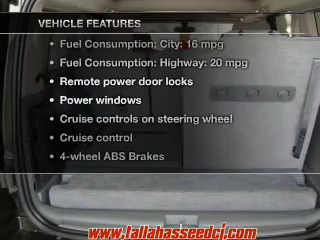 VEHICLE FEATURES
• Fuel Consumption: City: 16 mpg
• Fuel Consumption: Highway: 20 mpg
• Remote power door locks
• Power windows
• Cruise controls on steering wheel
• Cruise control
• 4-wheel ABS Brakes
www.tallahasseedcj.com